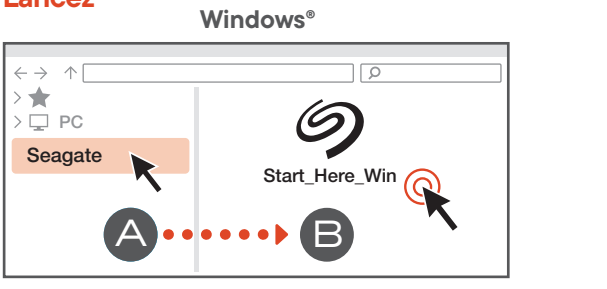 Lancez
Windows®
PC
Seagate
Start_Here_Win
A
B